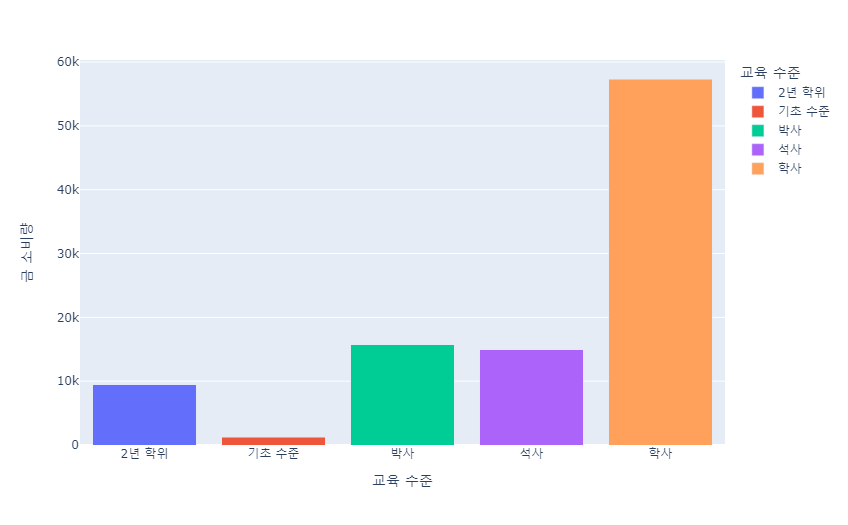 60k
50k
40k
30k
20k
10k
0
금 소비량
2년 학위
기초 수준
박사
석사
학사
교육 수준
교육 수준
2년 학위
기초 수준
박사
석사
학사